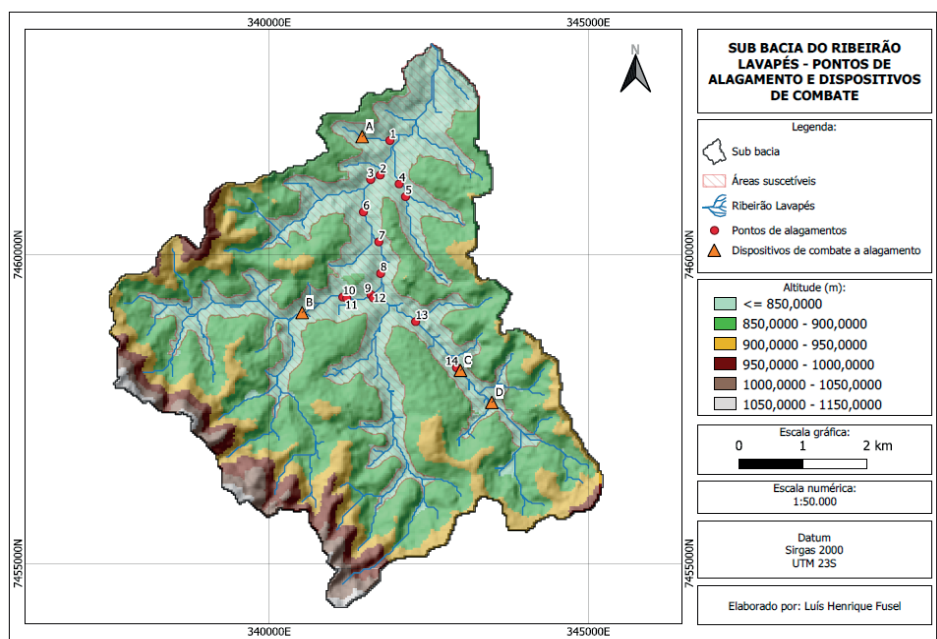 340000E
345000E
N
A
1
2
3
4
5
6
7
8
9
10
B
11
12
13
14
C
D
7460000N
7460000N
7455000N
7455000N
340000E
345000E
SUB BACIA DO RIBEIRÃO
LAVAPÉS - PONTOS DE
ALAGAMENTO E DISPOSITIVOS
DE COMBATE
Legenda:
Sub bacia
Áreas suscetíveis
Ribeirão Lavapés
Pontos de alagamentos
Dispositivos de combate a alagamento
Altitude (m):
<= 850,0000
850,0000 - 900,0000
900,0000 - 950,0000
950,0000 - 1000,0000
1000,0000 - 1050,0000
1050,0000 - 1150,0000
Escala gráfica:
0 1 2 km
Escala numérica:
1:50.000
Datum
Sirgas 2000
UTM 23S
Elaborado por: Luís Henrique Fusel